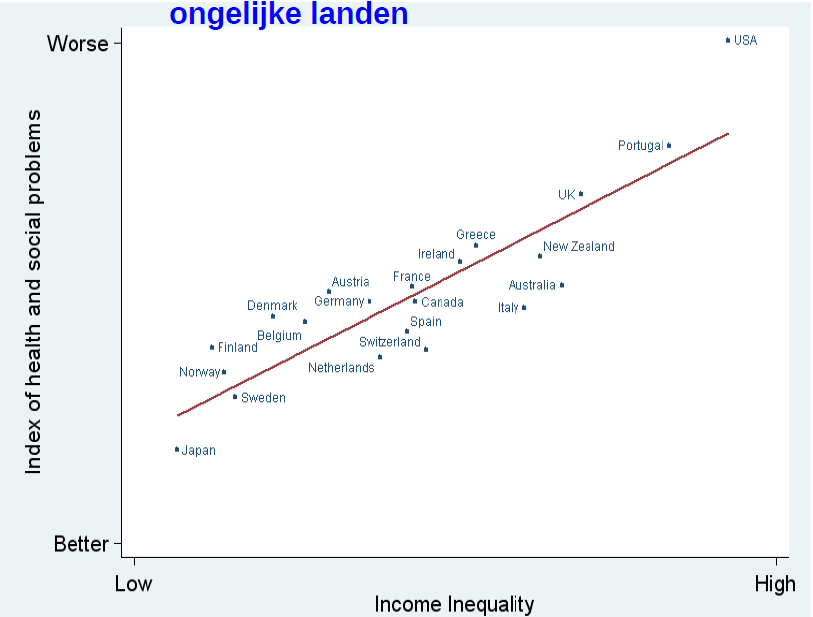 ongelijke landen
Worse
USA
Portugal
UK
Greece
New Zealand
Ireland
Austria
France
Australia
Germany
Canada
Denmark
Italy
Spain
Belgium
Switzerland
Finland
Netherlands
Norway
Sweden
Japan
Index of health and social problems
Better
Low
High
Income Inequality